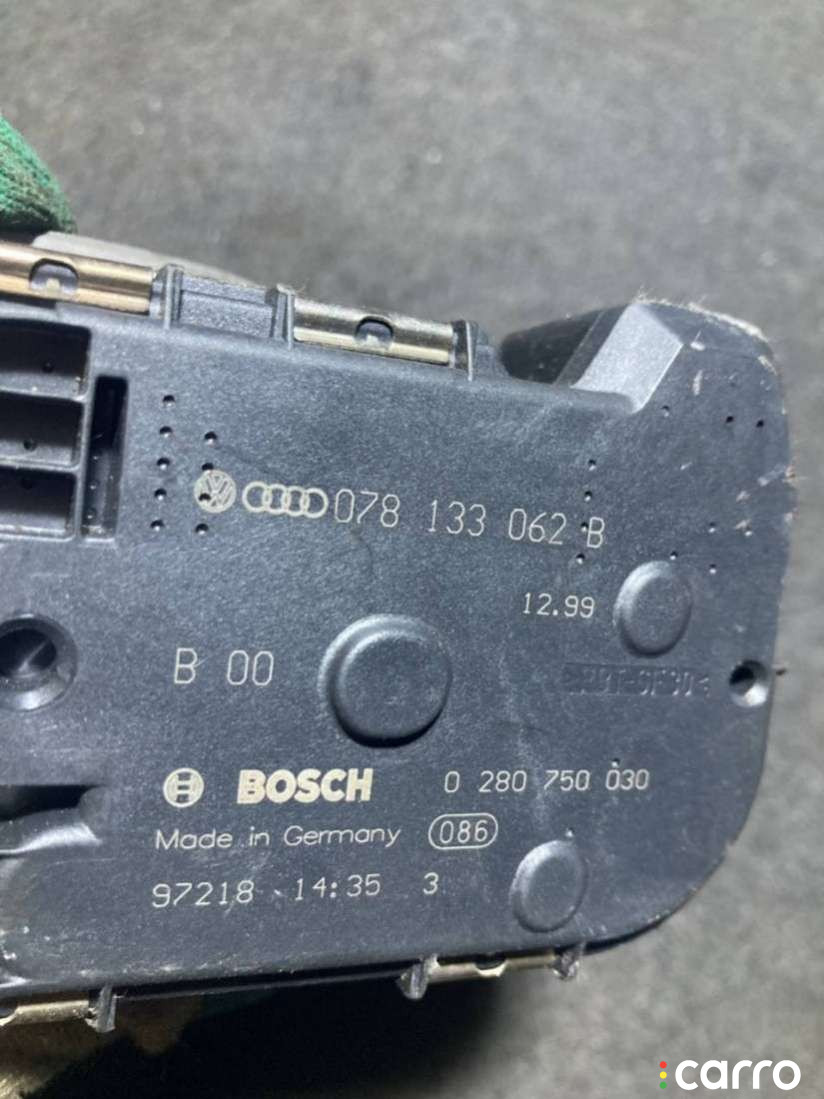 078 133 062 B
12.99
B 00
BOSCH 0 280 750 030
Made in Germany 086
97218 14:35 3
carro